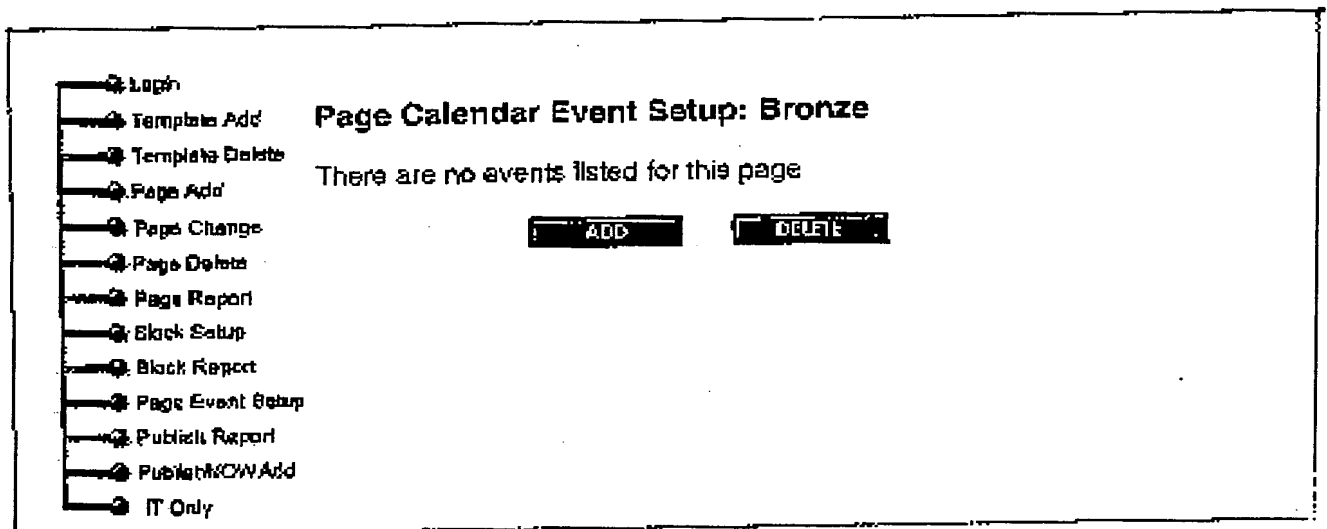 Login
Template Add
Template Delete
Page Add
Page Change
Page Delete
Page Report
Block Setup
Block Report
Page Event Setup
Publish Report
Publish NOW Add
IT Only
Page Calendar Event Setup: Bronze
There are no events listed for this page
ADD DELETE